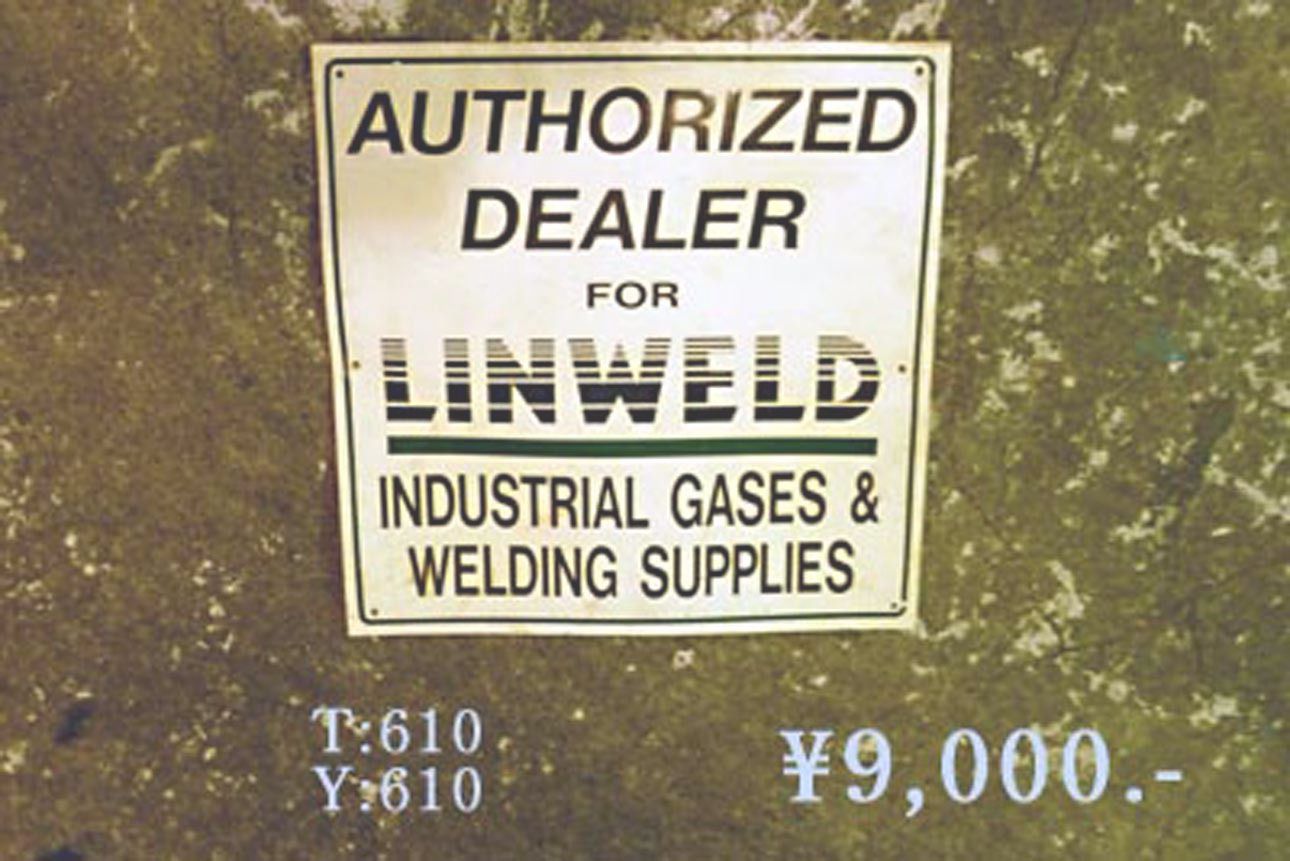 AUTHORIZED
DEALER
FOR
LINWELD
INDUSTRIAL GASES &
WELDING SUPPLIES
T:610
Y:610
¥9,000.-